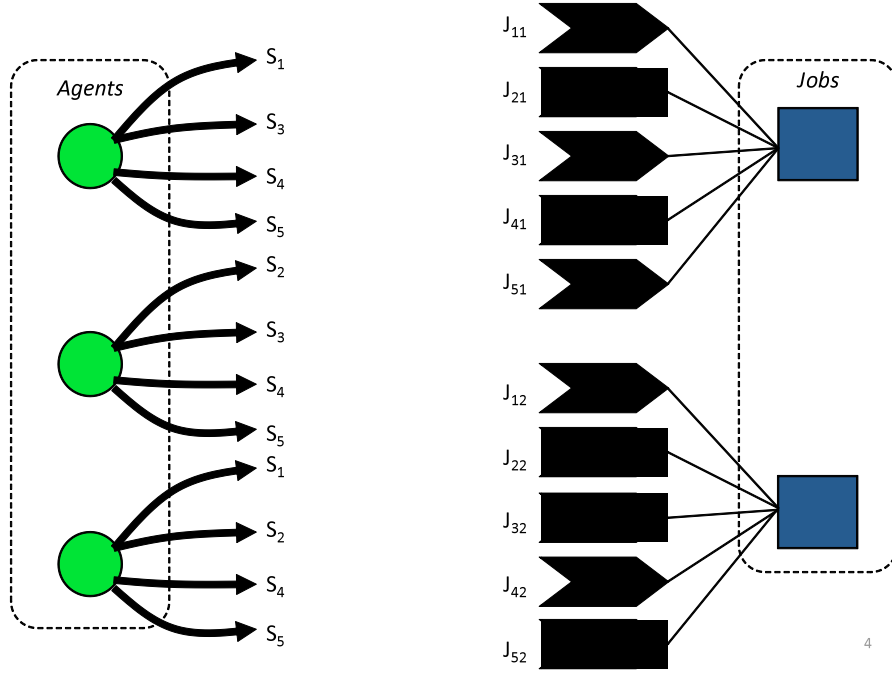 Agents
S₁
S₃
S₄
S₅
S₂
S₃
S₄
S₅
S₁
S₂
S₄
S₅
J₁₁
J₂₁
J₃₁
J₄₁
J₅₁
J₁₂
J₂₂
J₃₂
J₄₂
J₅₂
Jobs
4